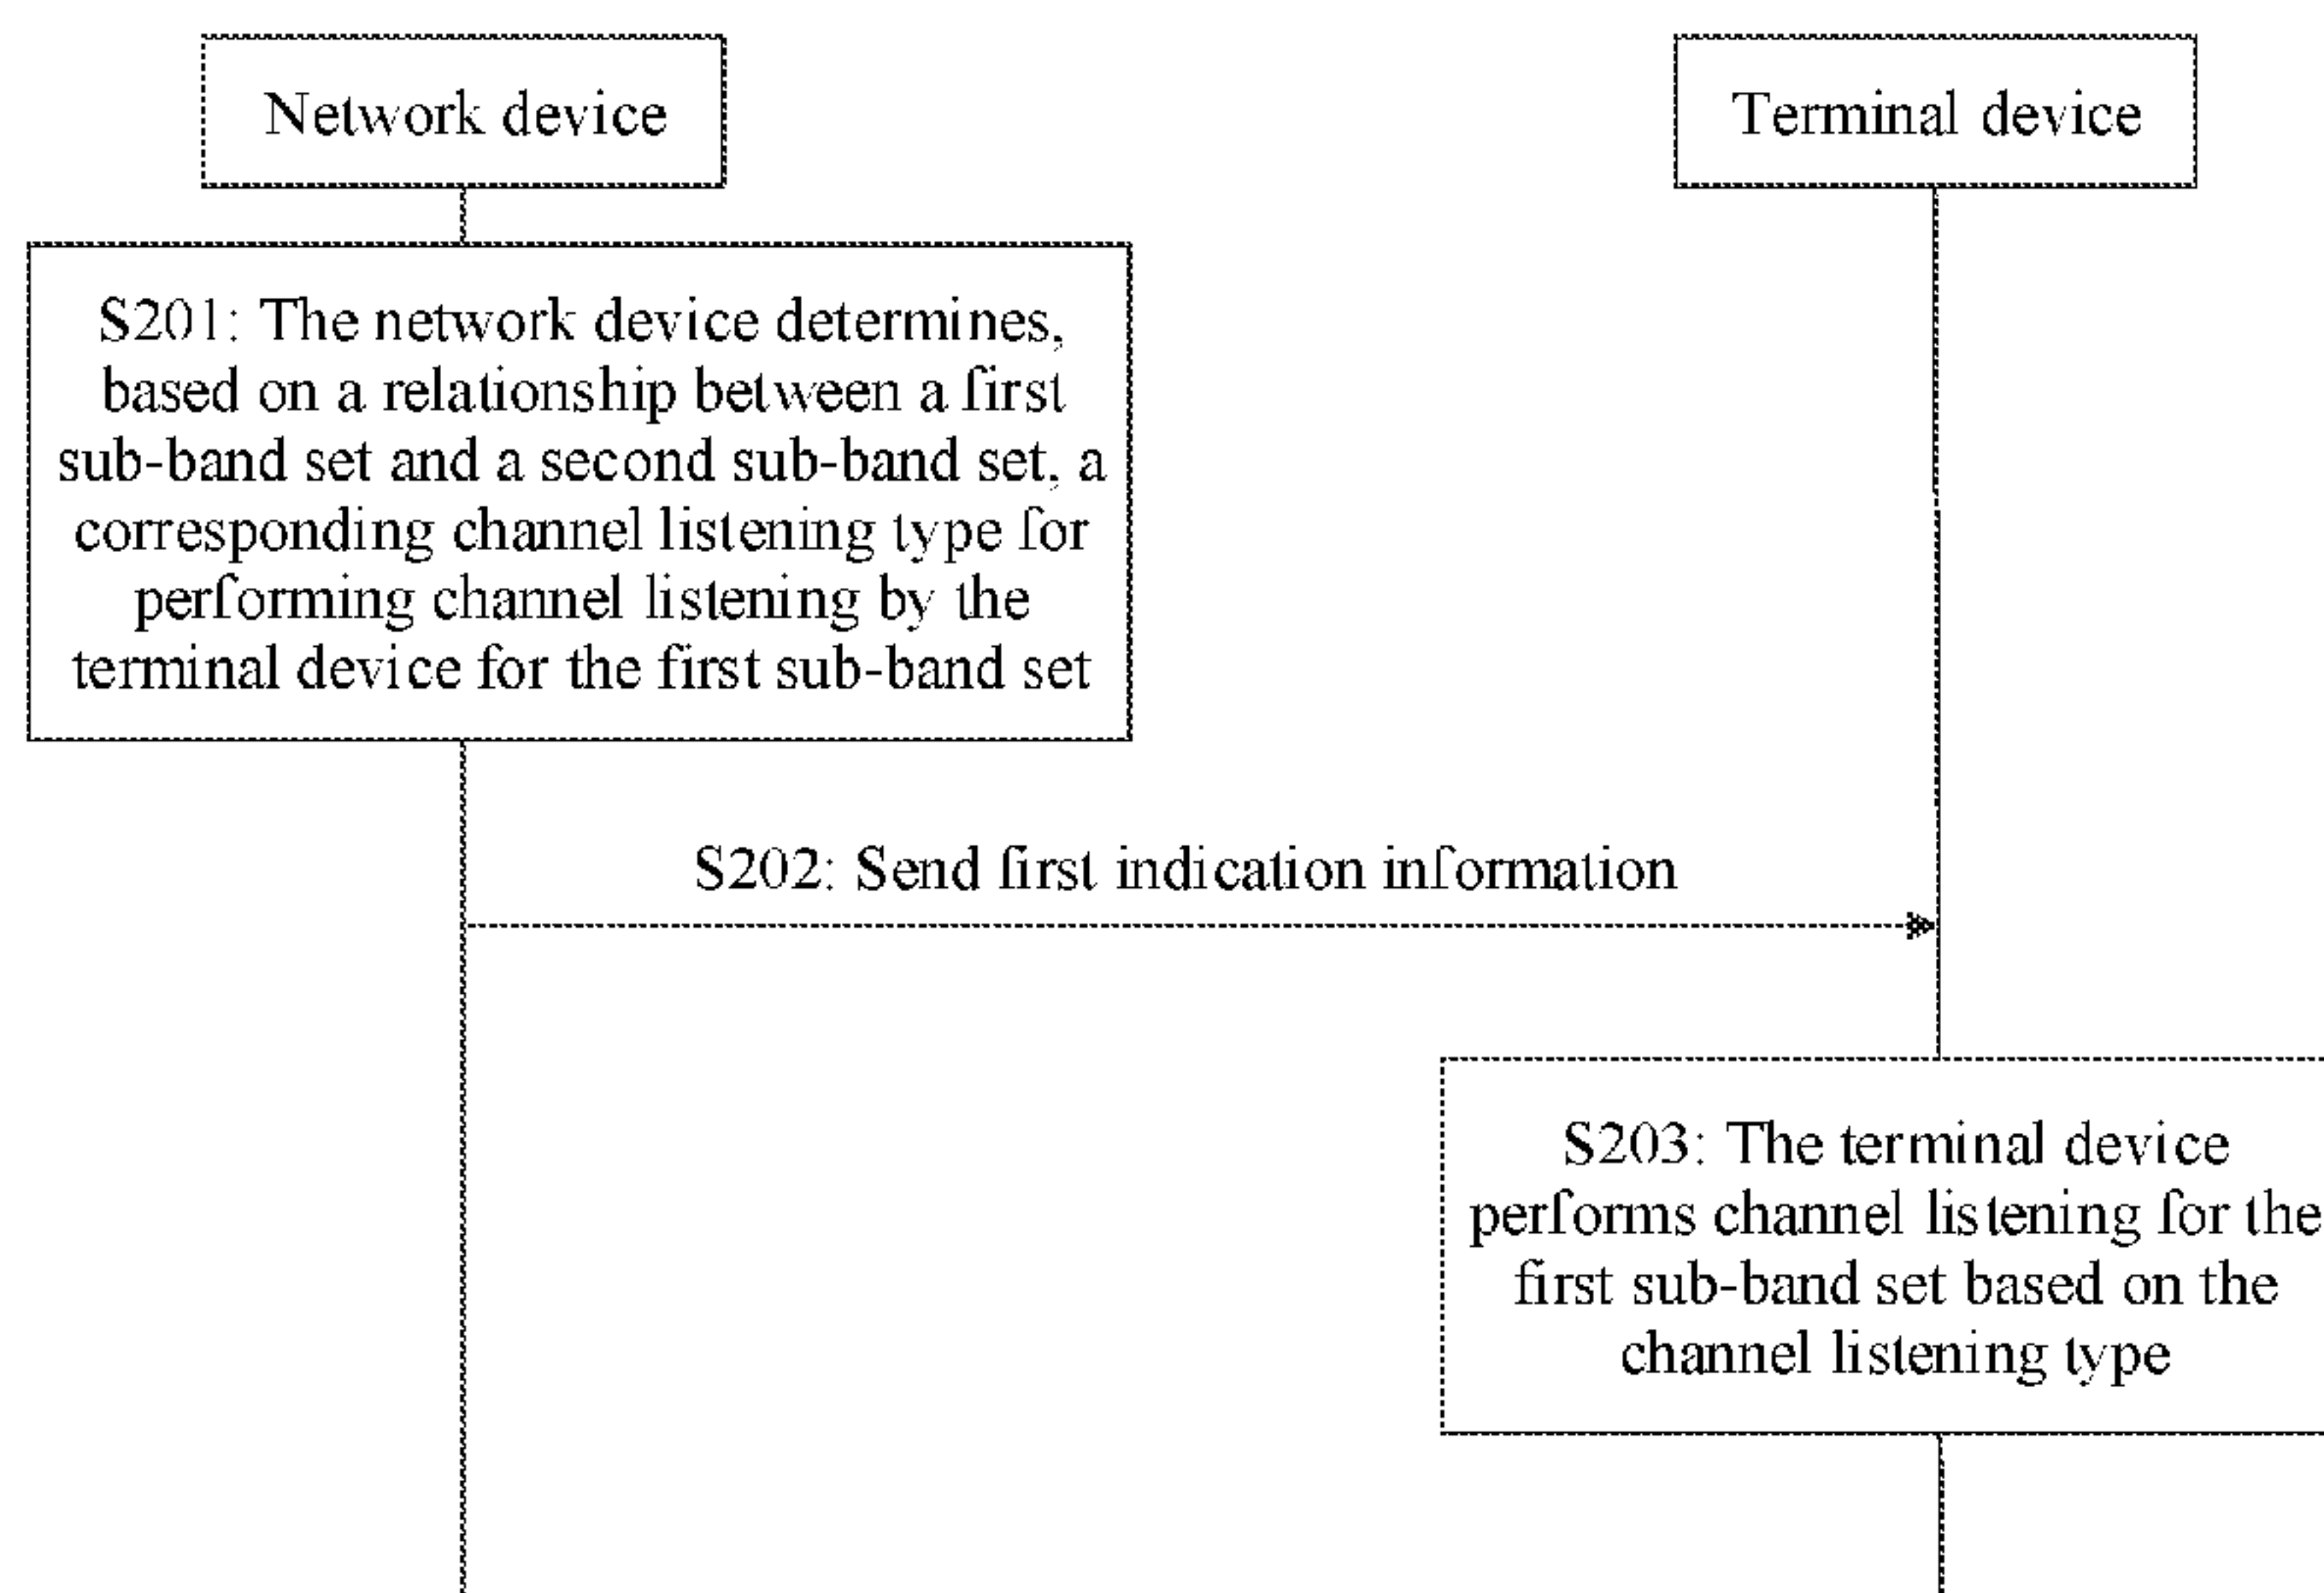 Network device
Terminal device
S201: The network device determines,
based on a relationship between a first
sub-band set and a second sub-band set, a
corresponding channel listening type for
performing channel listening by the
terminal device for the first sub-band set
S202: Send first indication information
S203: The terminal device
performs channel listening for the
first sub-band set based on the
channel listening type